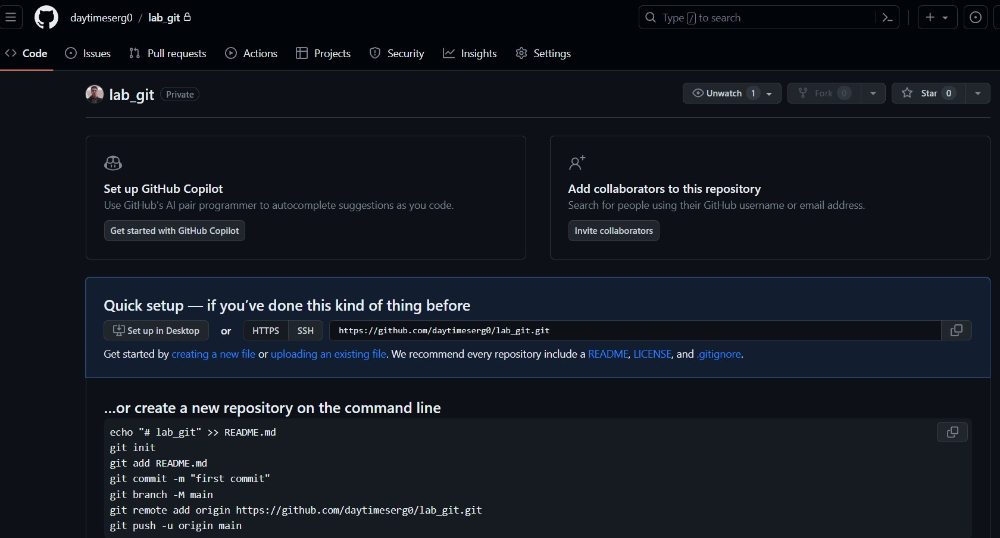 daytimeserg0 / lab_git
Type / to search
Code Issues Pull requests Actions Projects Security Insights Settings
lab_git Private
Unwatch 1 Fork 0 Star 0
Set up GitHub Copilot
Use GitHub's AI pair programmer to autocomplete suggestions as you code.
Get started with GitHub Copilot
Add collaborators to this repository
Search for people using their GitHub username or email address.
Invite collaborators
Quick setup — if you’ve done this kind of thing before
Set up in Desktop or HTTPS SSH https://github.com/daytimeserg0/lab_git.git
Get started by creating a new file or uploading an existing file. We recommend every repository include a README, LICENSE, and .gitignore.
…or create a new repository on the command line
echo "# lab_git" >> README.md
git init
git add README.md
git commit -m "first commit"
git branch -M main
git remote add origin https://github.com/daytimeserg0/lab_git.git
git push -u origin main